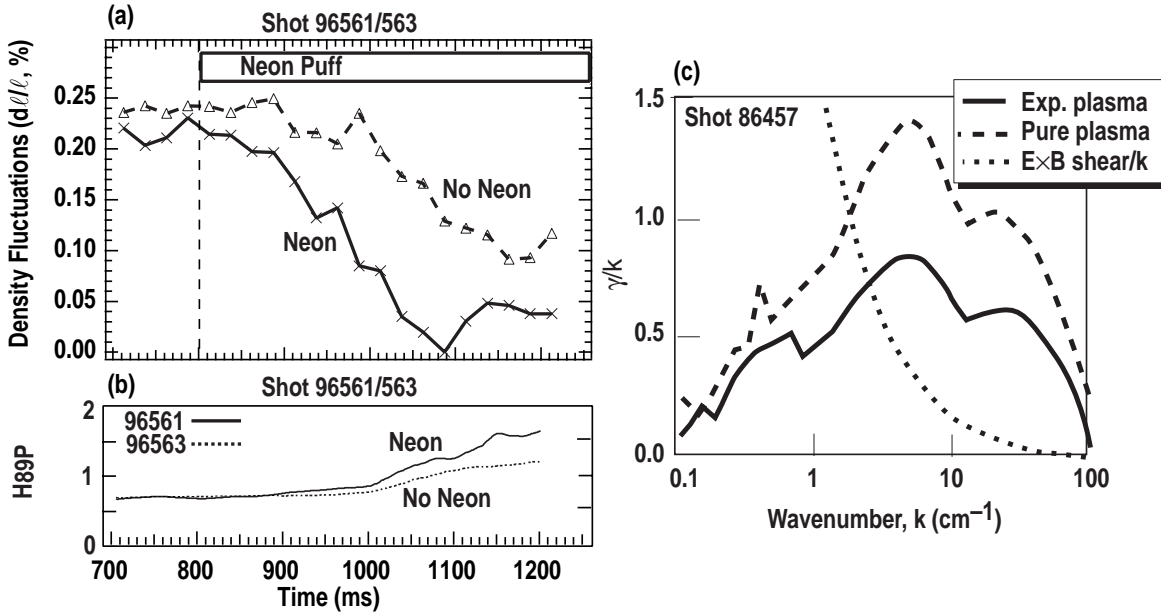 (a)
Shot 96561/563
Neon Puff
Density Fluctuations (dℓ/ℓ, %)
0.25
0.20
0.15
0.10
0.05
0.00
No Neon
Neon
(b)
Shot 96561/563
H89P
2
1
0
96561
96563
Neon
No Neon
700 800 900 1000 1100 1200
Time (ms)
(c)
Shot 86457
Exp. plasma
Pure plasma
E×B shear/k
γ/k
1.5
1.0
0.5
0.0
0.1 1 10 100
Wavenumber, k (cm–1)